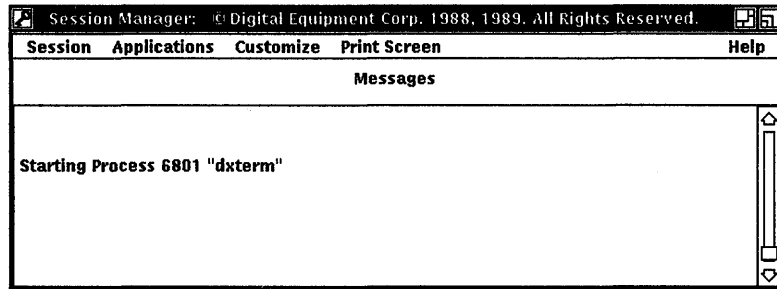 Session Manager: © Digital Equipment Corp. 1988, 1989. All Rights Reserved.
Session Applications Customize Print Screen Help
Messages
Starting Process 6801 "dxterm"